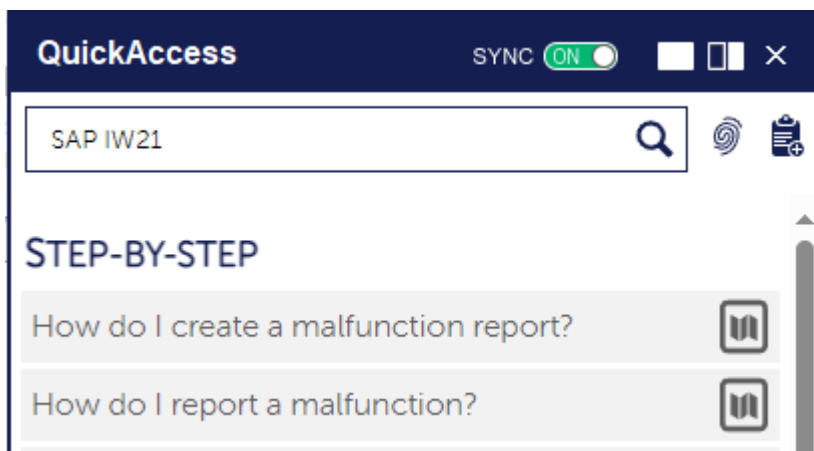 QuickAccess SYNC ON
SAP IW21
STEP-BY-STEP
How do I create a malfunction report?
How do I report a malfunction?